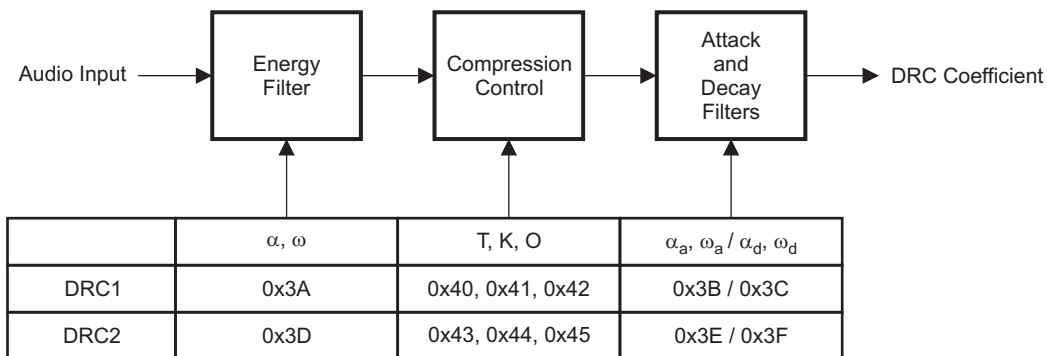 Audio Input
Energy
Filter
Compression
Control
Attack
and
Decay
Filters
DRC Coefficient
α, ω
T, K, O
αa, ωa / αd, ωd
DRC1
0x3A
0x40, 0x41, 0x42
0x3B / 0x3C
DRC2
0x3D
0x43, 0x44, 0x45
0x3E / 0x3F